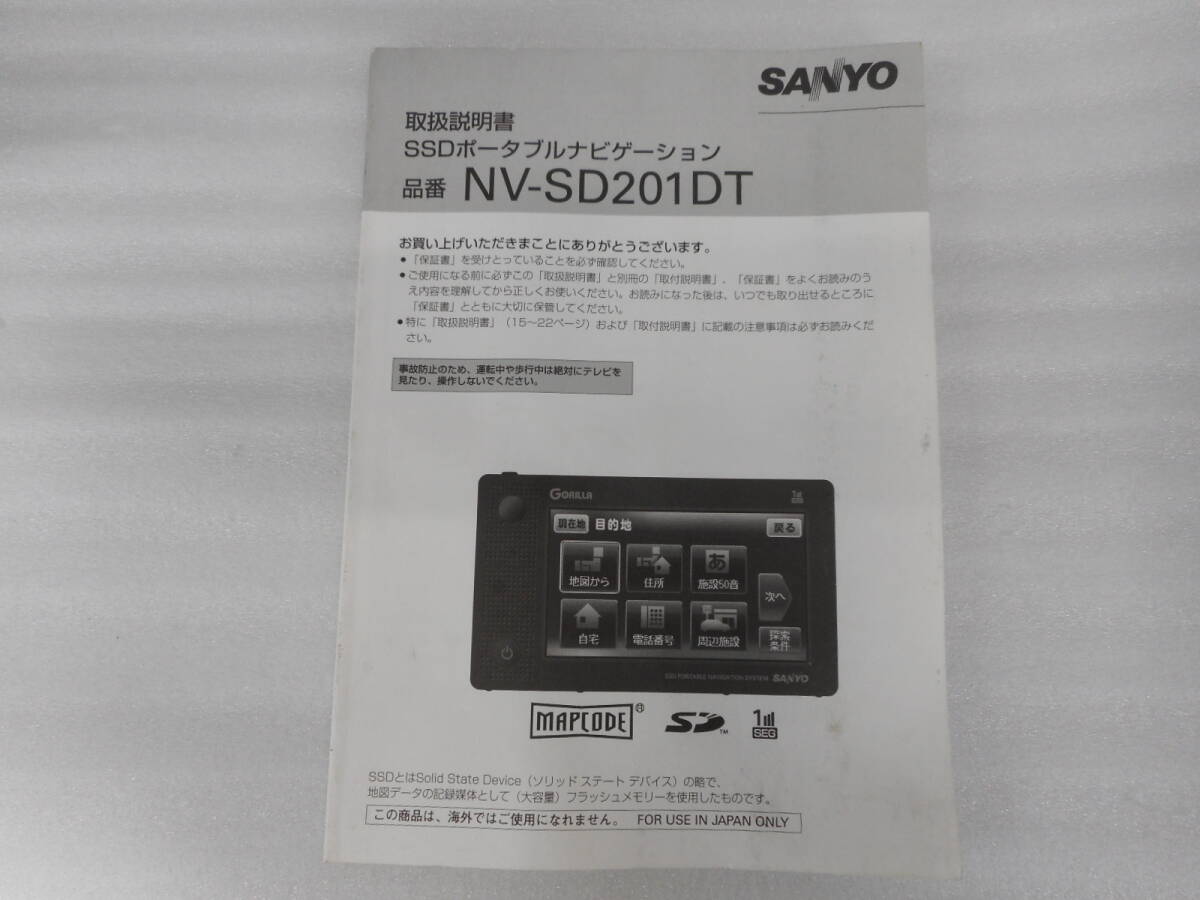 SANYO
取扱説明書
SSDポータブルナビゲーション
品番 NV-SD201DT
お買い上げいただきまことにありがとうございます。
●「保証書」を受けとっていることを必ず確認してください。
●ご使用になる前に必ずこの「取扱説明書」と別冊の「取付説明書」、「保証書」をよくお読みのう
え内容を理解してから正しくお使いください。お読みになった後は、いつでも取り出せるところに
「保証書」とともに大切に保管してください。
●特に「取扱説明書」（15～22ページ）および「取付説明書」に記載の注意事項は必ずお読みくだ
さい。
事故防止のため、運転中や歩行中は絶対にテレビを
見たり、操作しないでください。
GORILLA
1SEG
現在地 目的地 戻る
地図から 住所 あ 施設50音
次へ
自宅 電話番号 周辺施設
探索
条件
SSD PORTABLE NAVIGATION SYSTEM SANYO
MAPCODE® SD™ 1SEG
SSDとはSolid State Device（ソリッド ステート デバイス）の略で、
地図データの記録媒体として（大容量）フラッシュメモリーを使用したものです。
この商品は、海外ではご使用になれません。 FOR USE IN JAPAN ONLY